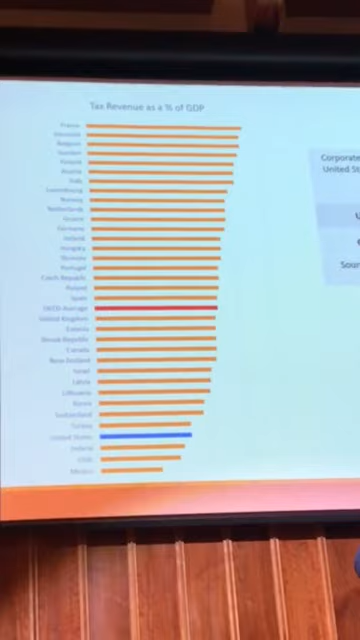 Tax Revenue as a % of GDP
France
Denmark
Belgium
Sweden
Finland
Austria
Italy
Luxembourg
Norway
Netherlands
Greece
Germany
Iceland
Hungary
Slovenia
Portugal
Czech Republic
Poland
Spain
OECD Average
United Kingdom
Estonia
Slovak Republic
Canada
New Zealand
Israel
Latvia
Lithuania
Korea
Switzerland
Turkey
United States
Ireland
Chile
Mexico
Corporate
United St
U
Sour